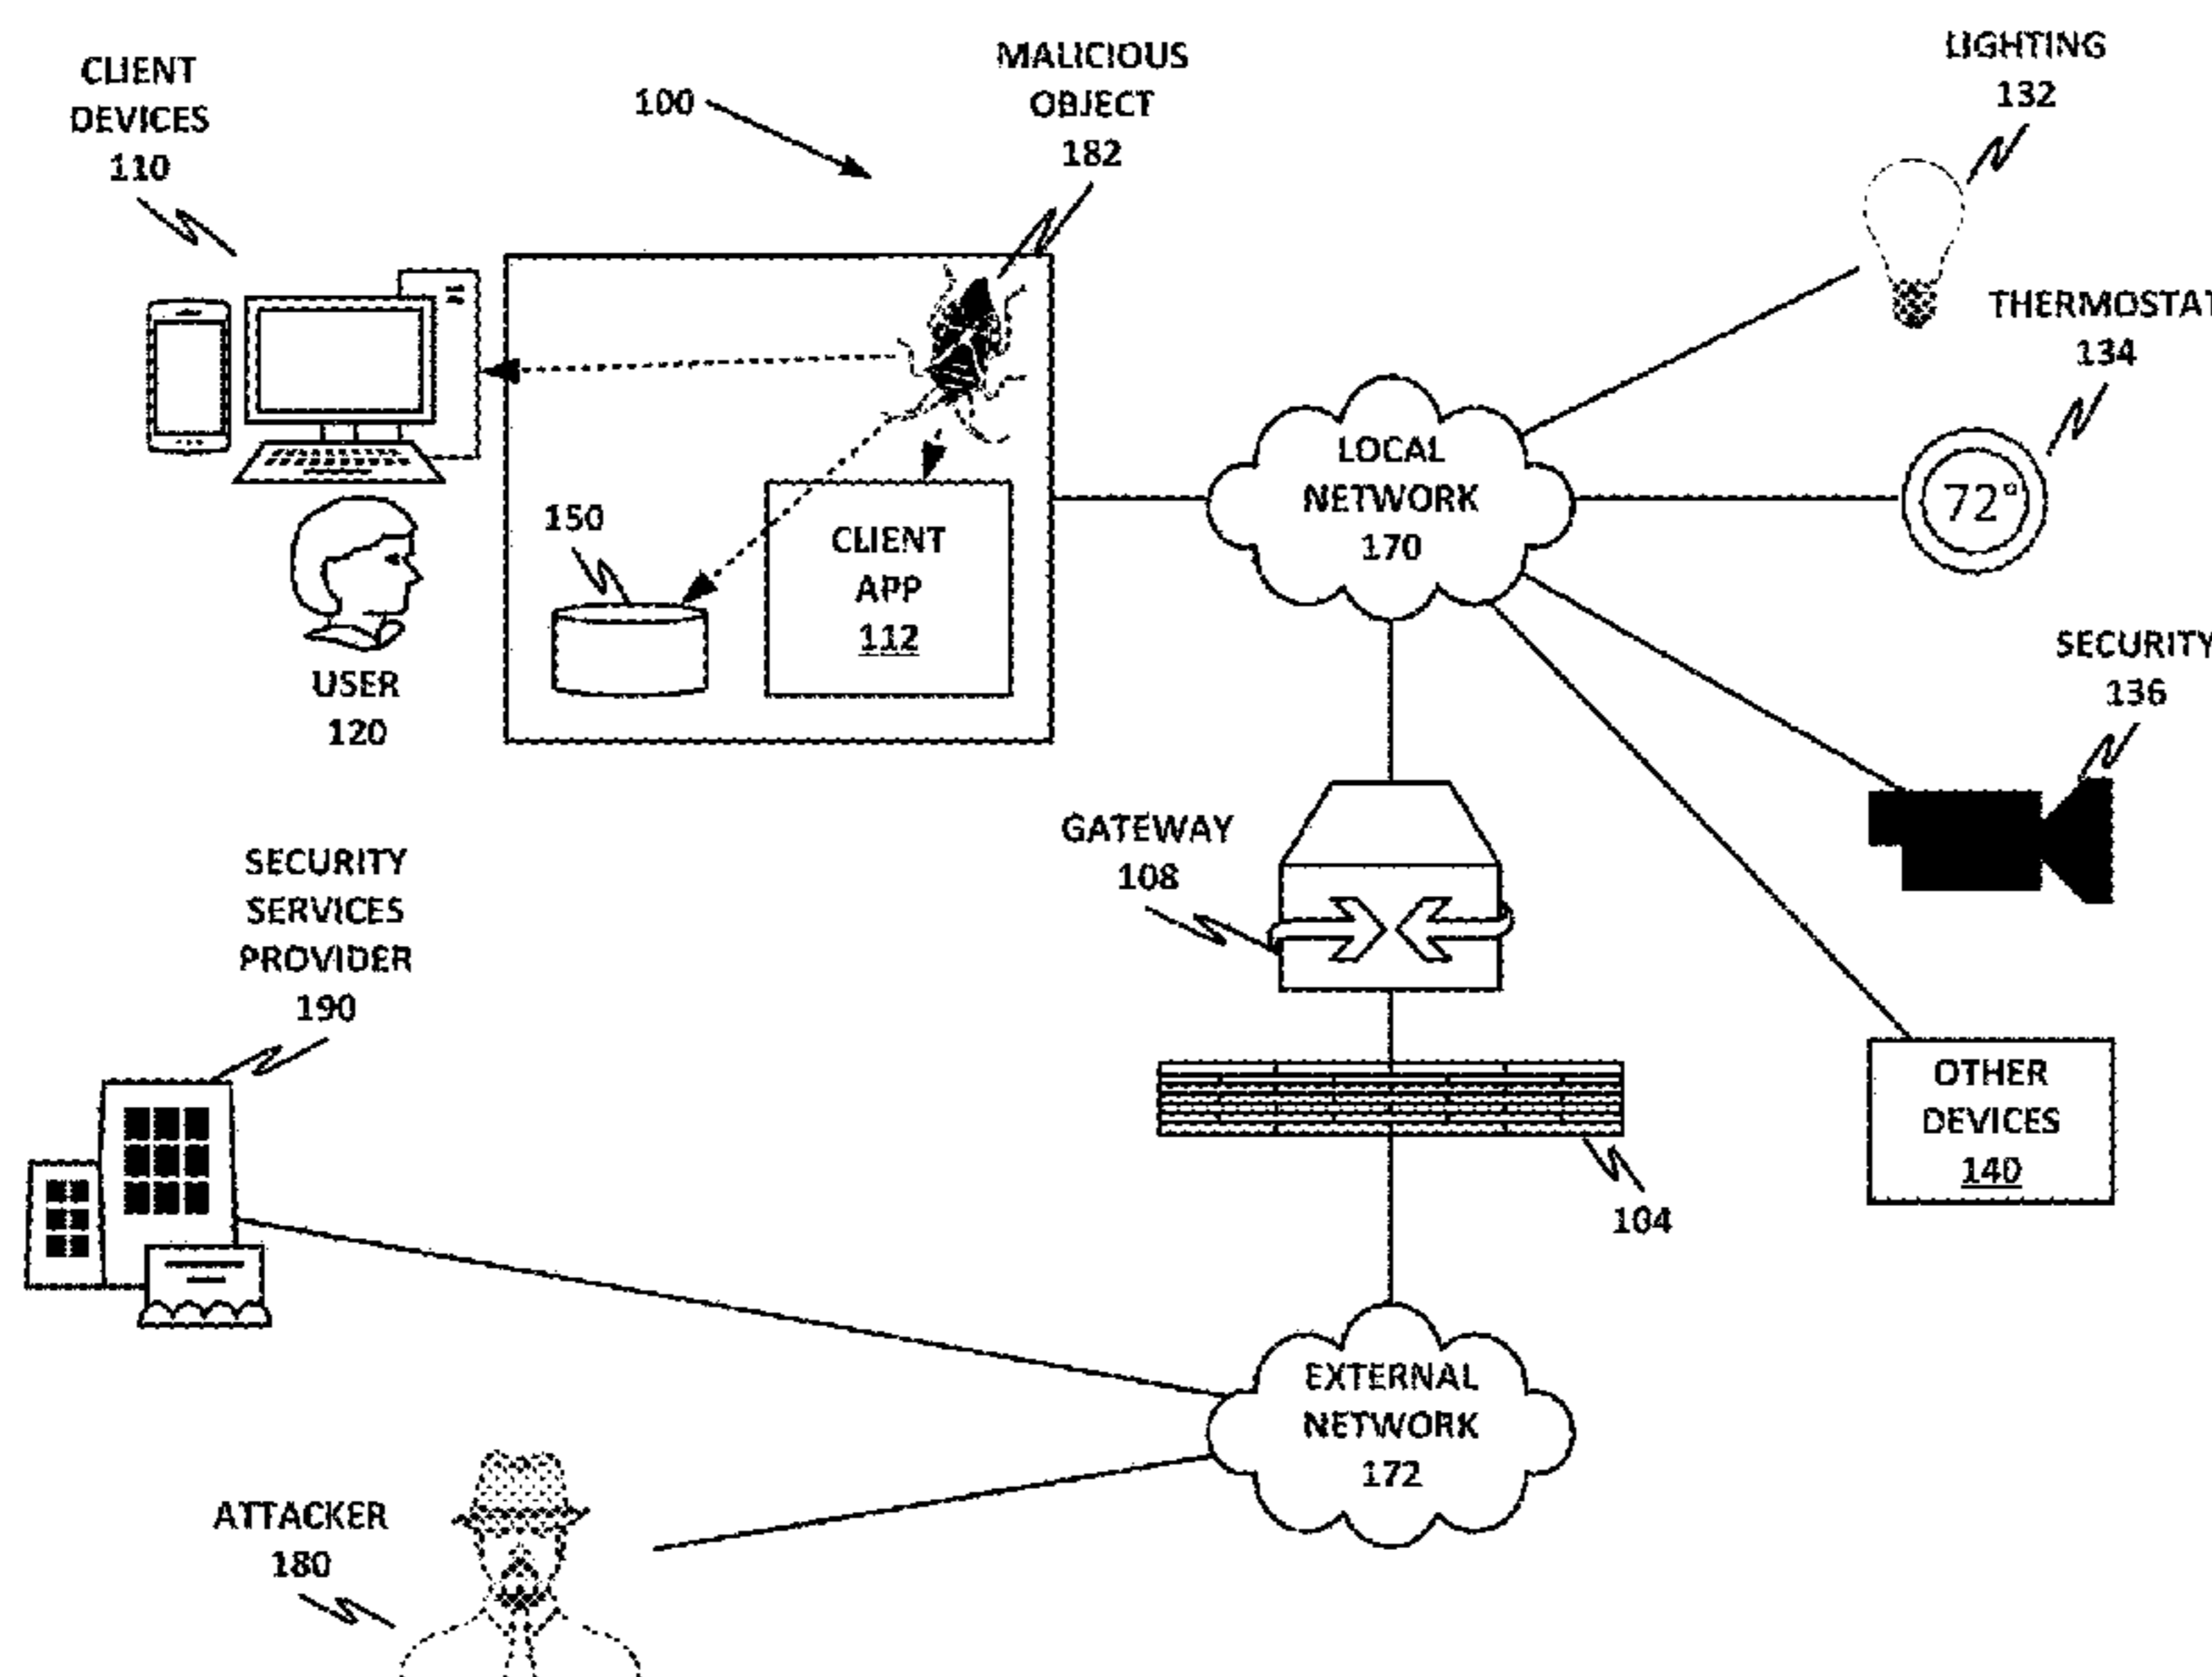 CLIENT
DEVICES
110
100
MALICIOUS
OBJECT
182
LIGHTING
132
THERMOSTAT
134
72°
LOCAL
NETWORK
170
150
CLIENT
APP
112
USER
120
SECURITY
136
GATEWAY
108
SECURITY
SERVICES
PROVIDER
190
OTHER
DEVICES
140
104
EXTERNAL
NETWORK
172
ATTACKER
180